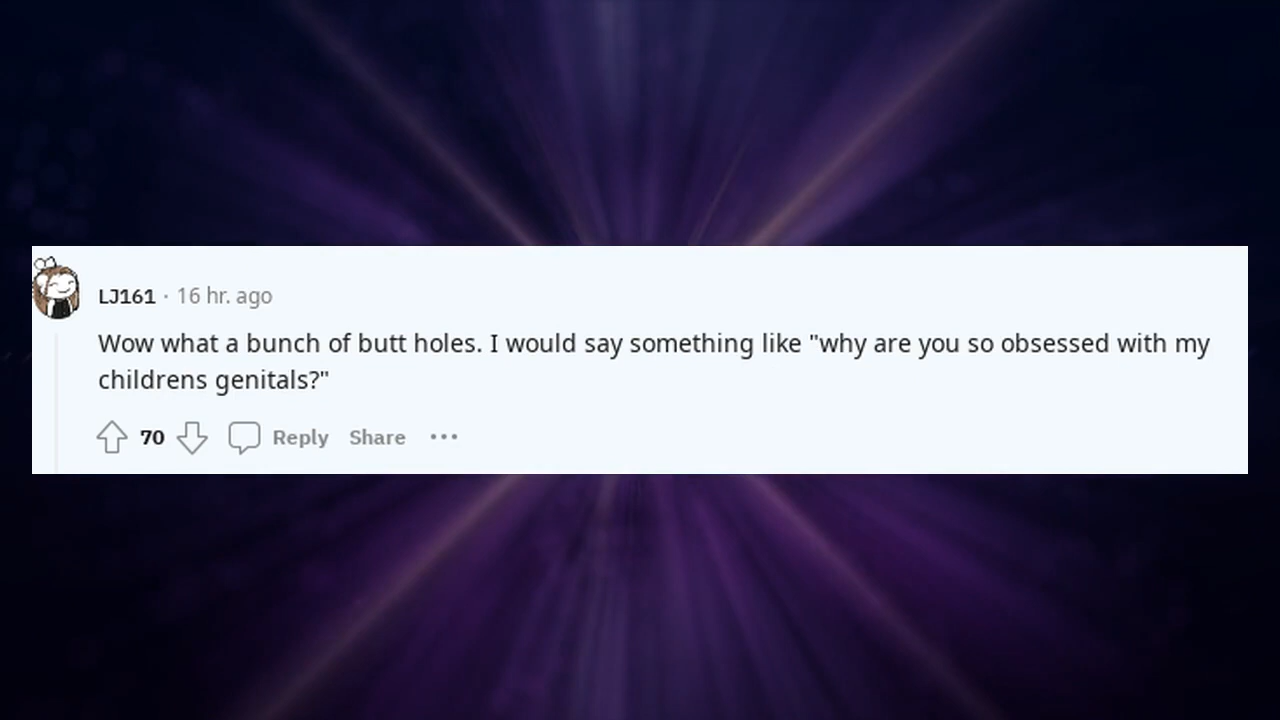 LJ161 · 16 hr. ago
Wow what a bunch of butt holes. I would say something like "why are you so obsessed with my
childrens genitals?"
70 Reply Share ···